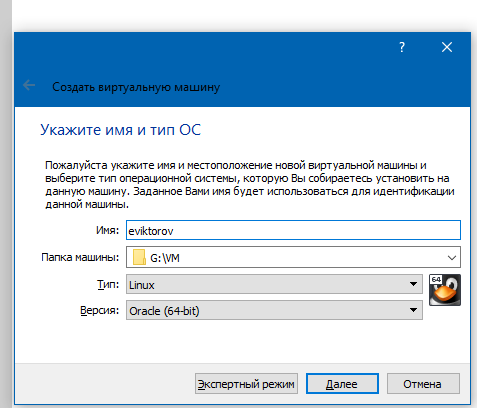 ?
Создать виртуальную машину
Укажите имя и тип ОС
Пожалуйста укажите имя и местоположение новой виртуальной машины и
выберите тип операционной системы, которую Вы собираетесь установить на
данную машину. Заданное Вами имя будет использоваться для идентификации
данной машины.
Имя: eviktorov
Папка машины: G:\VM
Тип: Linux
64
Версия: Oracle (64-bit)
Экспертный режим Далее Отмена